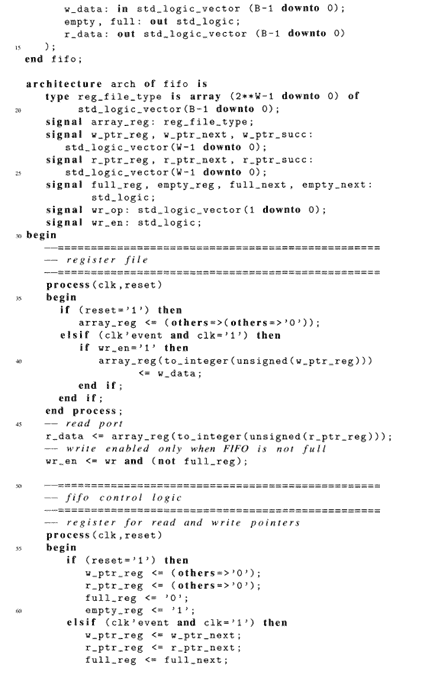 w_data: in std_logic_vector (B-1 downto 0);
empty, full: out std_logic;
r_data: out std_logic_vector (B-1 downto 0)
15 );
end fifo;
architecture arch of fifo is
type reg_file_type is array (2**W-1 downto 0) of
20 std_logic_vector(B-1 downto 0);
signal array_reg: reg_file_type;
signal w_ptr_reg, w_ptr_next, w_ptr_succ:
std_logic_vector(W-1 downto 0);
signal r_ptr_reg, r_ptr_next, r_ptr_succ:
25 std_logic_vector(W-1 downto 0);
signal full_reg, empty_reg, full_next, empty_next:
std_logic;
signal wr_op: std_logic_vector(1 downto 0);
signal wr_en: std_logic;
30 begin
--=================================================
-- register file
--=================================================
process(clk,reset)
35 begin
if (reset='1') then
array_reg <= (others=>(others=>'0'));
elsif (clk'event and clk='1') then
if wr_en='1' then
40 array_reg(to_integer(unsigned(w_ptr_reg)))
<= w_data;
end if;
end if;
end process;
45 -- read port
r_data <= array_reg(to_integer(unsigned(r_ptr_reg)));
-- write enabled only when FIFO is not full
wr_en <= wr and (not full_reg);
50 --=================================================
-- fifo control logic
--=================================================
-- register for read and write pointers
process(clk,reset)
55 begin
if (reset='1') then
w_ptr_reg <= (others=>'0');
r_ptr_reg <= (others=>'0');
full_reg <= '0';
60 empty_reg <= '1';
elsif (clk'event and clk='1') then
w_ptr_reg <= w_ptr_next;
r_ptr_reg <= r_ptr_next;
full_reg <= full_next;